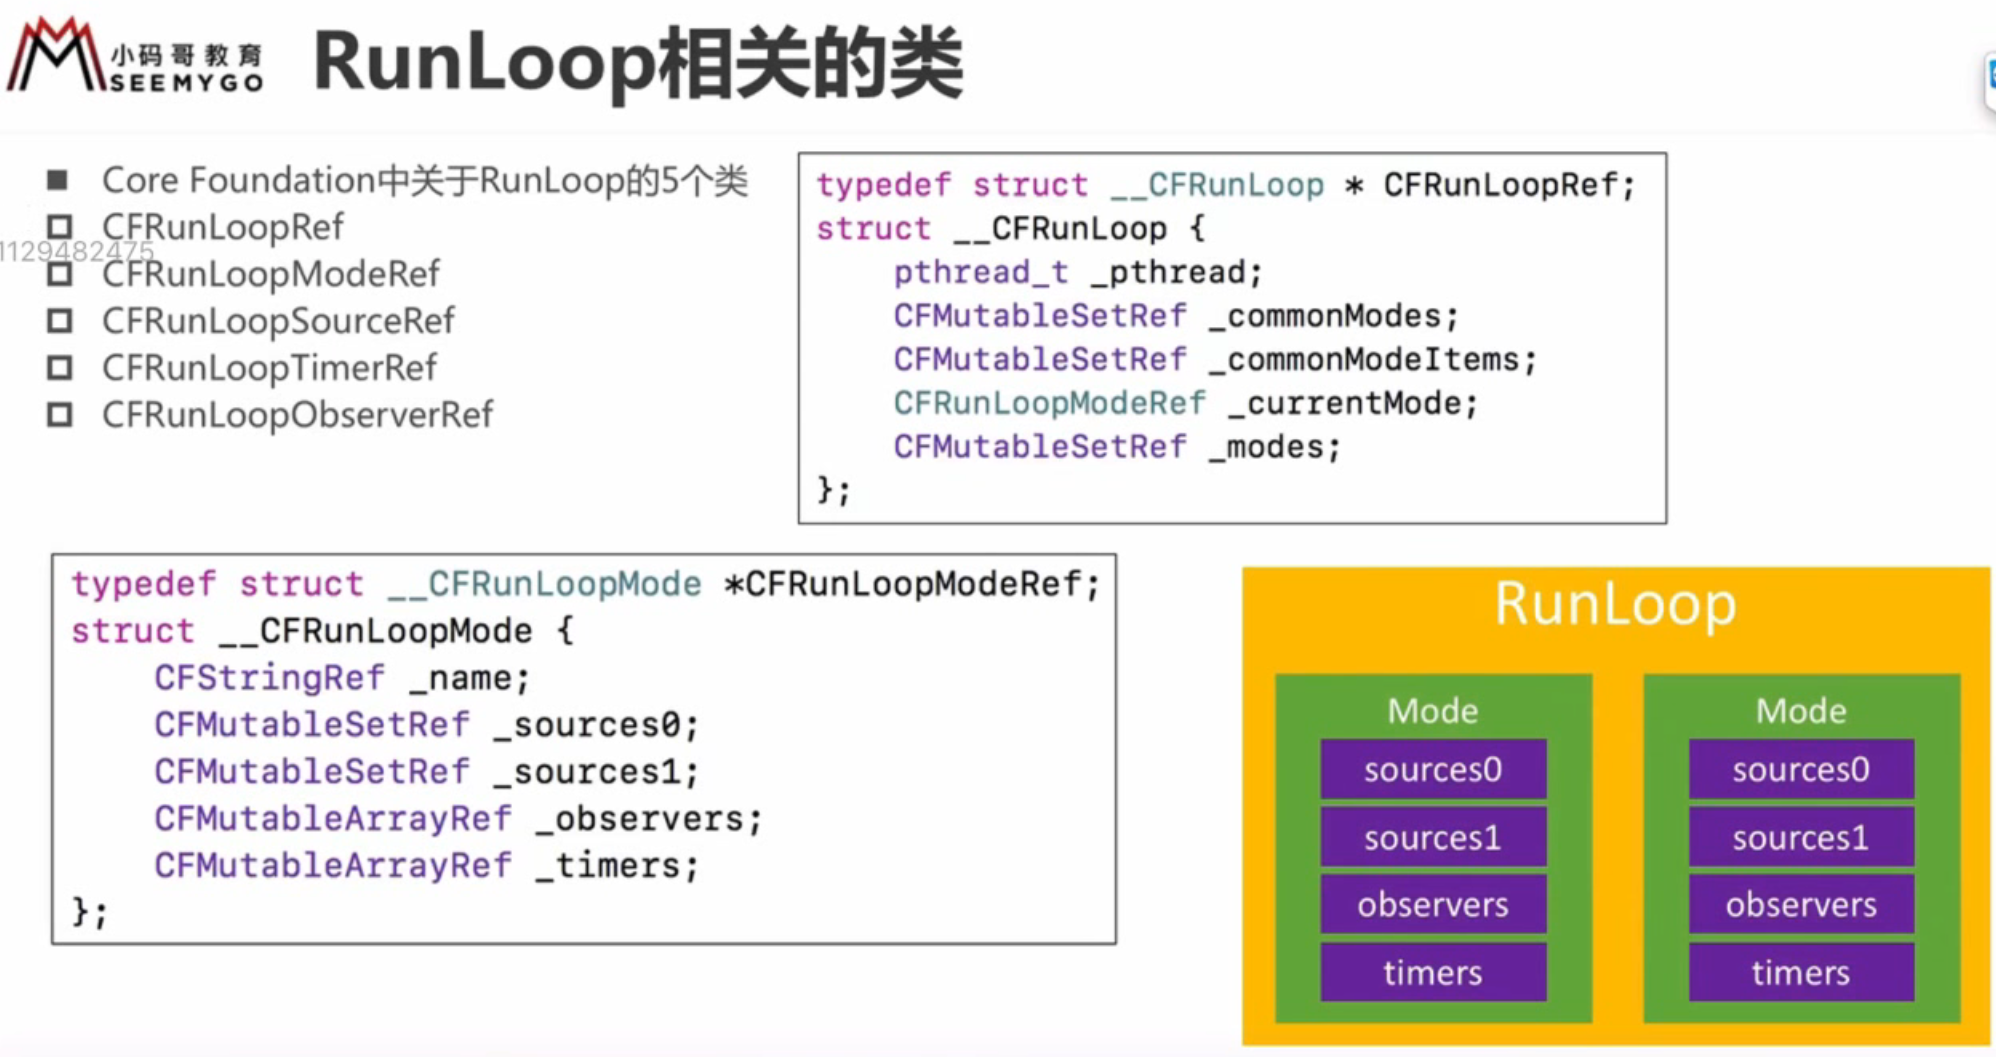 小码哥教育
SEEMYGO
RunLoop相关的类
Core Foundation中关于RunLoop的5个类
CFRunLoopRef
1129482475
CFRunLoopModeRef
CFRunLoopSourceRef
CFRunLoopTimerRef
CFRunLoopObserverRef
typedef struct __CFRunLoop * CFRunLoopRef;
struct __CFRunLoop {
pthread_t _pthread;
CFMutableSetRef _commonModes;
CFMutableSetRef _commonModeItems;
CFRunLoopModeRef _currentMode;
CFMutableSetRef _modes;
};
typedef struct __CFRunLoopMode *CFRunLoopModeRef;
struct __CFRunLoopMode {
CFStringRef _name;
CFMutableSetRef _sources0;
CFMutableSetRef _sources1;
CFMutableArrayRef _observers;
CFMutableArrayRef _timers;
};
RunLoop
Mode
sources0
sources1
observers
timers
Mode
sources0
sources1
observers
timers